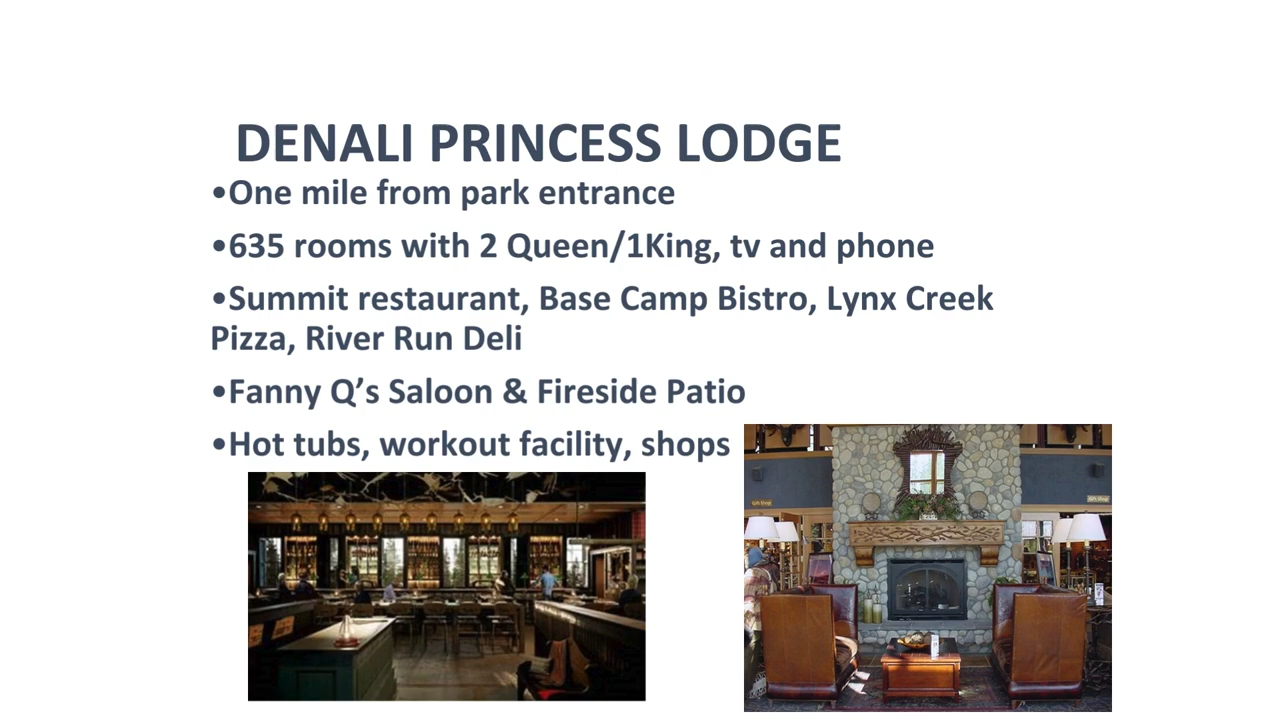 DENALI PRINCESS LODGE
•One mile from park entrance
•635 rooms with 2 Queen/1King, tv and phone
•Summit restaurant, Base Camp Bistro, Lynx Creek
Pizza, River Run Deli
•Fanny Q’s Saloon & Fireside Patio
•Hot tubs, workout facility, shops